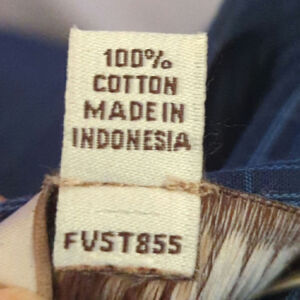 100%
COTTON
MADE IN
INDONESIA
FVST855